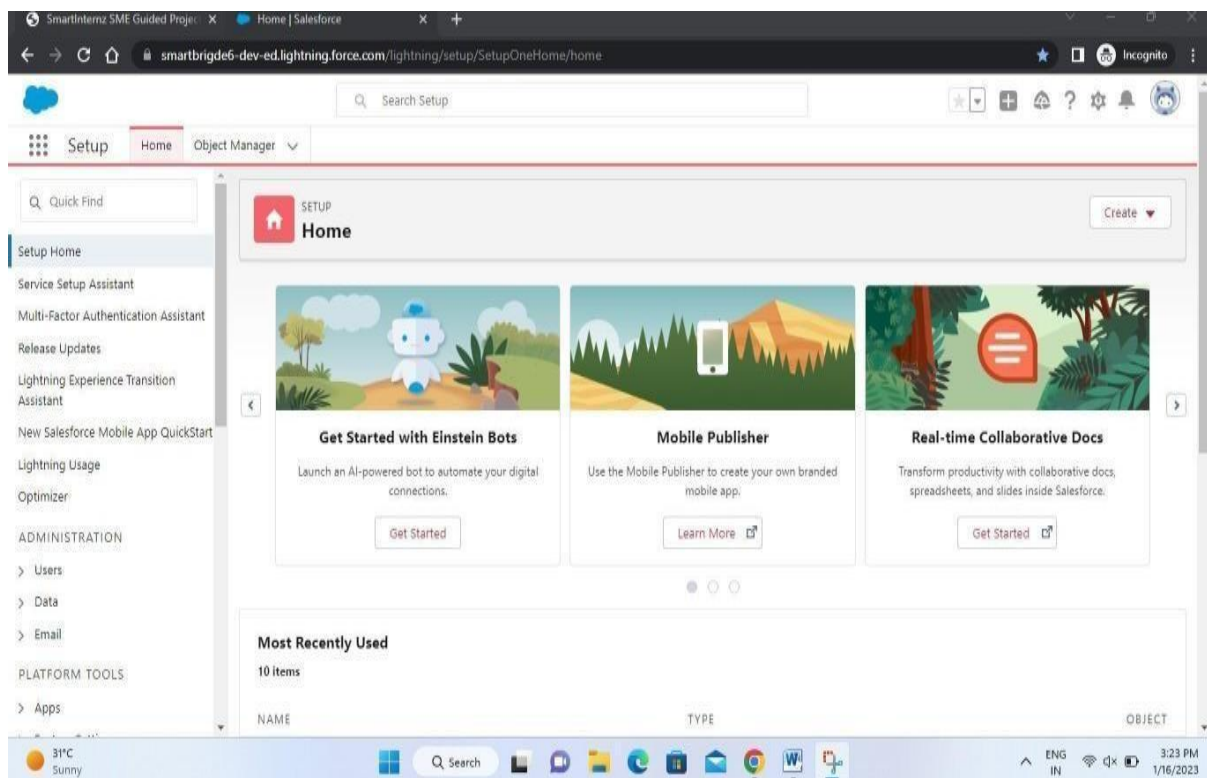 SmartInternz SME Guided Projec
Home | Salesforce
smartbrigde6-dev-ed.lightning.force.com/lightning/setup/SetupOneHome/home
Incognito
Search Setup
Setup
Home
Object Manager
Quick Find
Setup Home
Service Setup Assistant
Multi-Factor Authentication Assistant
Release Updates
Lightning Experience Transition
Assistant
New Salesforce Mobile App QuickStart
Lightning Usage
Optimizer
ADMINISTRATION
Users
Data
Email
PLATFORM TOOLS
Apps
SETUP
Home
Create
Get Started with Einstein Bots
Launch an AI-powered bot to automate your digital
connections.
Get Started
Mobile Publisher
Use the Mobile Publisher to create your own branded
mobile app.
Learn More
Real-time Collaborative Docs
Transform productivity with collaborative docs,
spreadsheets, and slides inside Salesforce.
Get Started
Most Recently Used
10 items
NAME
TYPE
OBJECT
31°C
Sunny
Search
ENG
IN
3:23 PM
1/16/2023